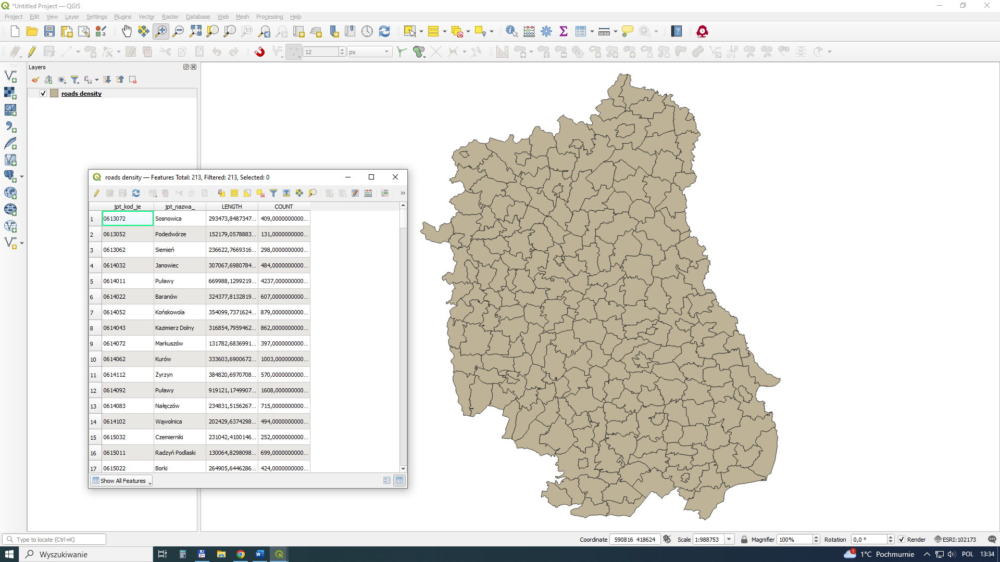 *Untitled Project — QGIS
Project Edit View Layer Settings Plugins Vector Raster Database Web Mesh Processing Help
12 px
Layers
roads density
roads density — Features Total: 213, Filtered: 213, Selected: 0
jpt_kod_je jpt_nazwa_ LENGTH COUNT
1 0613072 Sosnowica 293473,8487347... 409,0000000000...
2 0613052 Podedwórze 152179,0578883... 131,0000000000...
3 0613062 Siemień 236622,7669316... 298,0000000000...
4 0614032 Janowiec 307067,6980784... 484,0000000000...
5 0614011 Puławy 669988,1299219... 4237,000000000...
6 0614022 Baranów 324377,8132819... 607,0000000000...
7 0614052 Końskowola 354099,7371624... 879,0000000000...
8 0614043 Kazimierz Dolny 316854,7959462... 862,0000000000...
9 0614072 Markuszów 131782,6836991... 397,0000000000...
10 0614062 Kurów 333603,6900672... 1003,000000000...
11 0614112 Żyrzyn 384820,6970708... 570,0000000000...
12 0614092 Puławy 919121,1749907... 1608,000000000...
13 0614083 Nałęczów 234831,5156267... 715,0000000000...
14 0614102 Wąwolnica 202429,6374298... 494,0000000000...
15 0615032 Czemierniki 231042,4100146... 252,0000000000...
16 0615011 Radzyń Podlaski 130064,8298098... 699,0000000000...
17 0615022 Borki 264905,6446286... 424,0000000000...
Show All Features
Type to locate (Ctrl+K)
Coordinate 590816 418624 Scale 1:988753 Magnifier 100% Rotation 0,0 ° Render ESRI:102173
Wyszukiwanie
1 1°C Pochmurnie POL 13:34